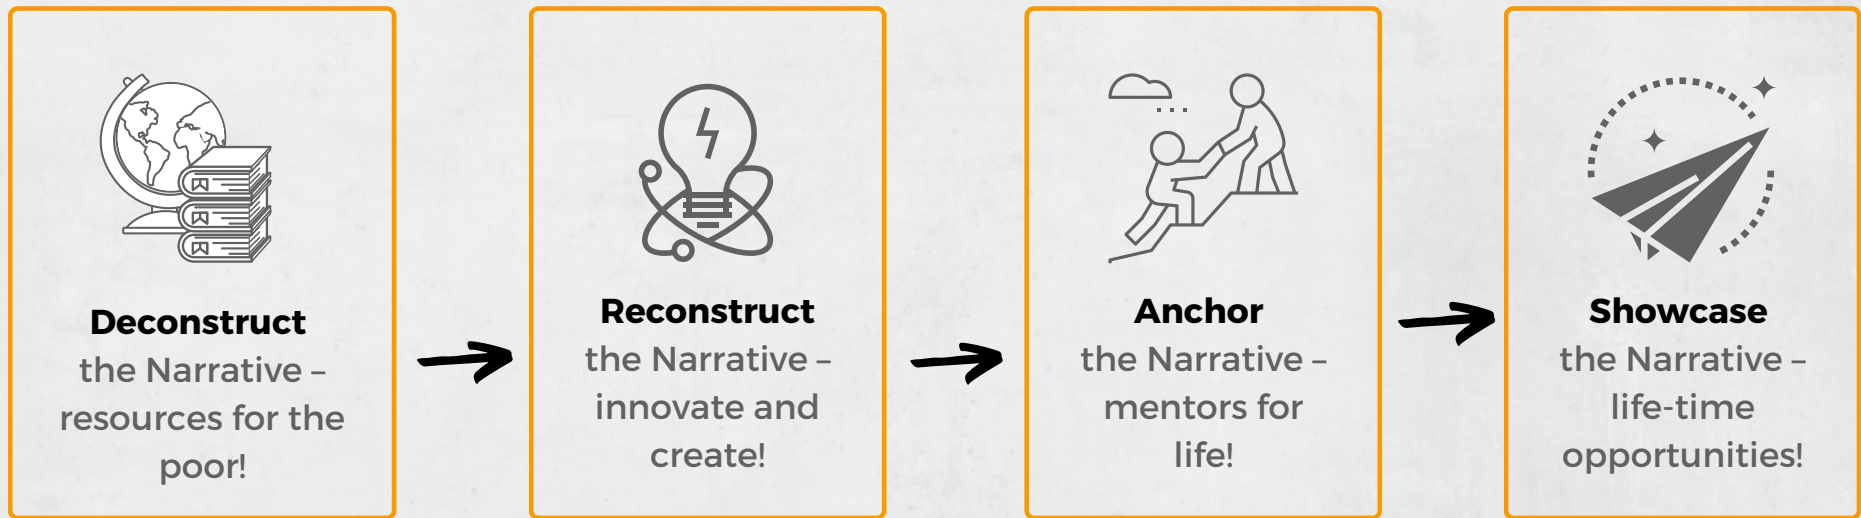 Deconstruct
the Narrative –
resources for the
poor!
Reconstruct
the Narrative –
innovate and
create!
Anchor
the Narrative –
mentors for
life!
Showcase
the Narrative –
life-time
opportunities!